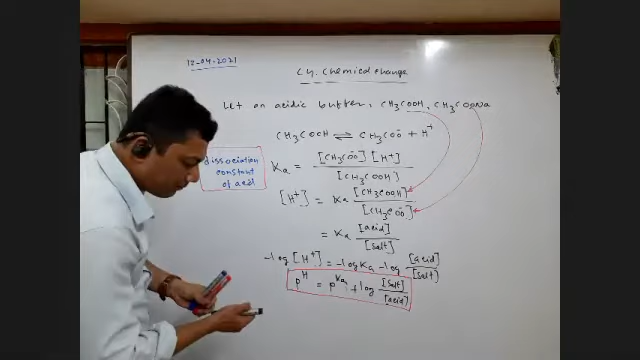 12-04-2021
C4. Chemical change
Let an acidic buffer, CH3COOH, CH3COONa
CH3COOH ⇌ CH3COO⁻ + H⁺
dissociation constant of acid
Ka = [CH3COO⁻] [H⁺] / [CH3COOH]
[H⁺] = Ka [CH3COOH] / [CH3COO⁻]
= Ka [acid] / [salt]
-log [H⁺] = -log Ka - log [acid] / [salt]
pH = pKa + log [salt] / [acid]